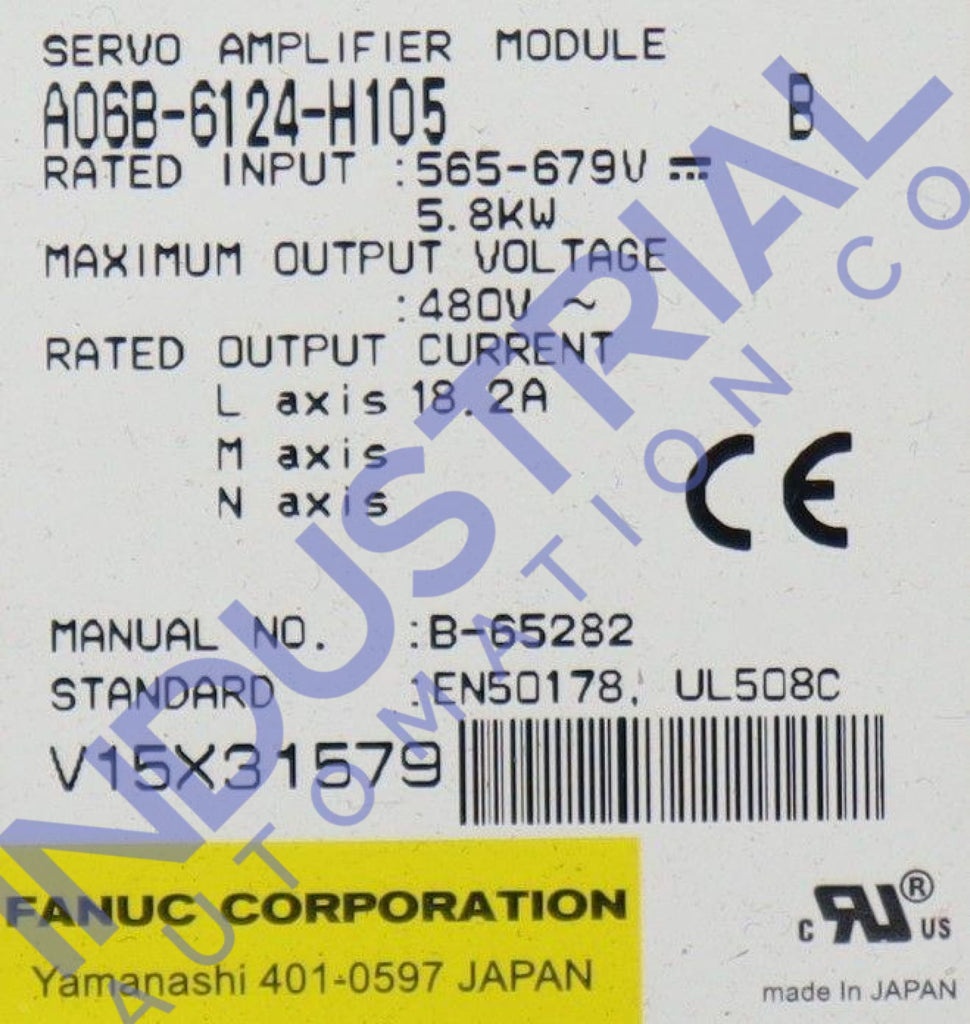 SERVO AMPLIFIER MODULE
A06B-6124-H105 B
RATED INPUT :565-679V ⎓
5.8KW
MAXIMUM OUTPUT VOLTAGE
:480V ~
RATED OUTPUT CURRENT
L axis 18.2A
M axis
N axis
CE
MANUAL NO. :B-65282
STANDARD :EN50178, UL508C
V15X31579
FANUC CORPORATION
Yamanashi 401-0597 JAPAN
c RU ® US
made In JAPAN
INDUSTRIAL
AUTOMATION CO